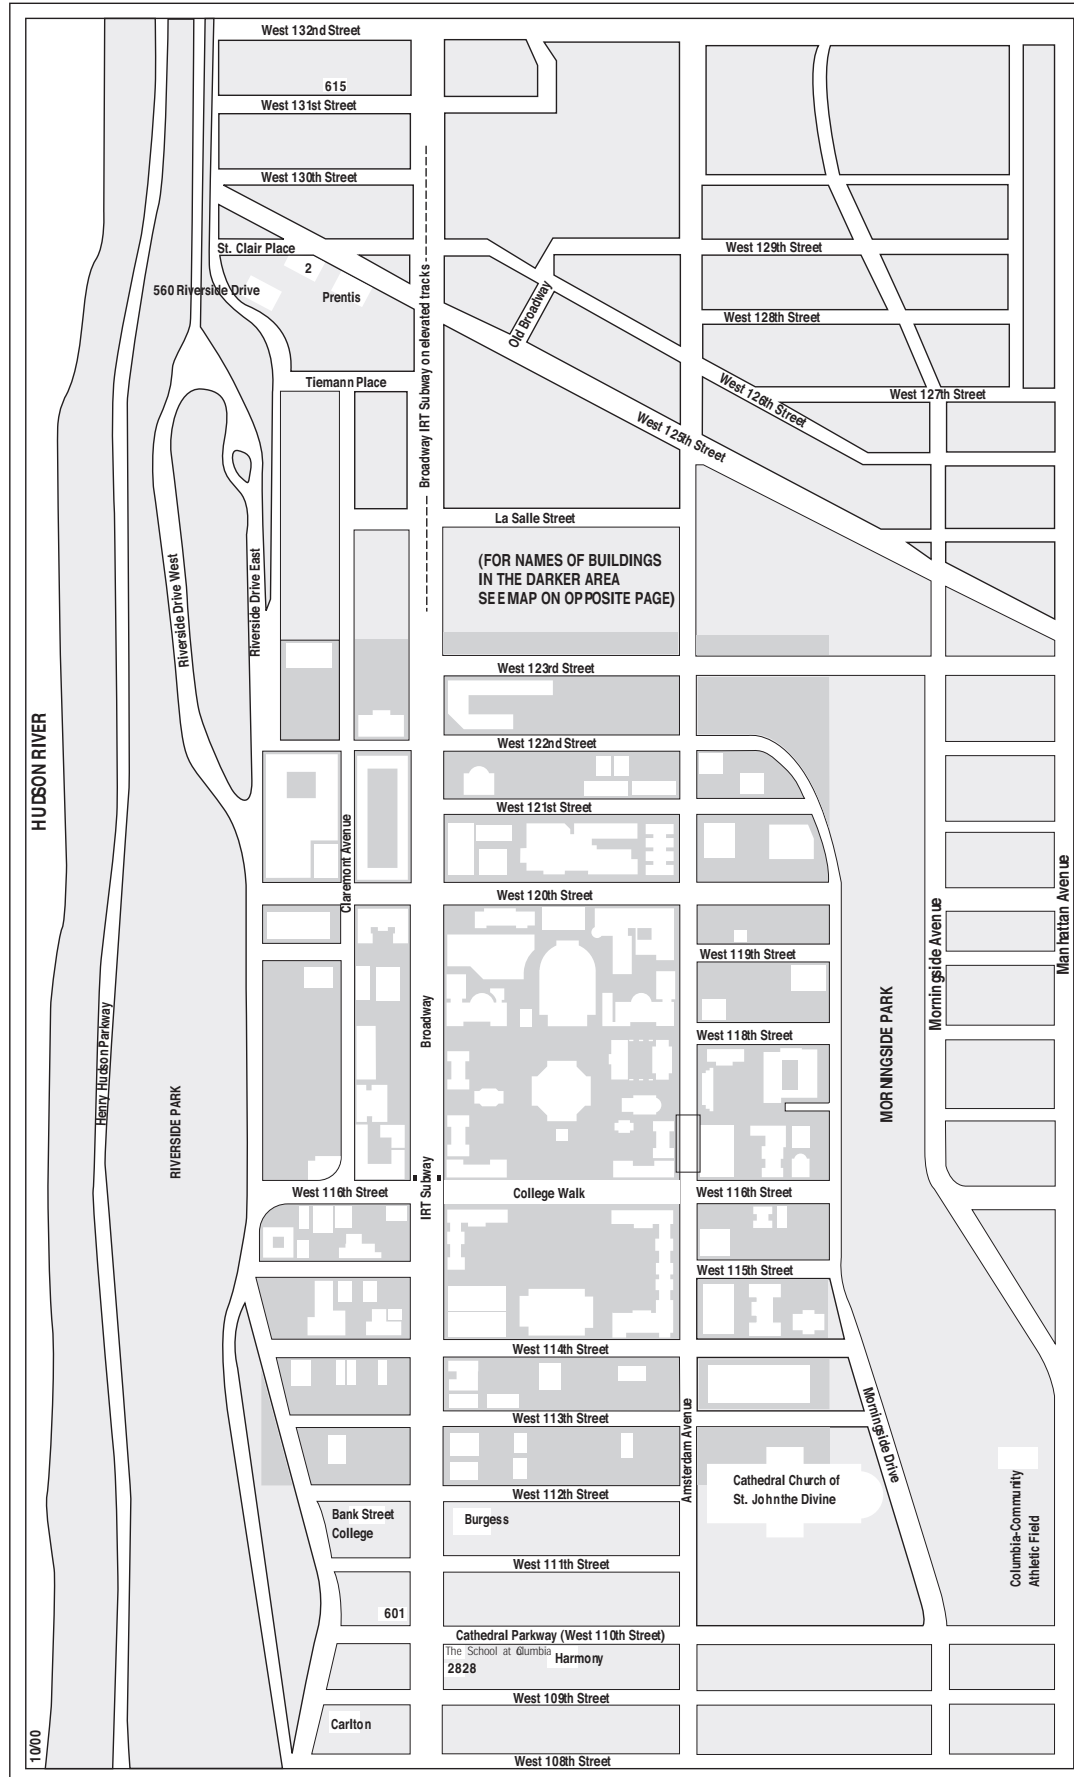 West 132nd Street
615
West 131st Street
West 130th Street
St. Clair Place
West 129th Street
2
560 Riverside Drive
Prentis
Old Broadway
West 128th Street
Broadway IRT Subway on elevated tracks
Tiemann Place
West 126th Street
West 127th Street
West 125th Street
La Salle Street
(FOR NAMES OF BUILDINGS
IN THE DARKER AREA
SEE MAP ON OPPOSITE PAGE)
Riverside Drive West
Riverside Drive East
West 123rd Street
HUDSON RIVER
West 122nd Street
West 121st Street
Claremont Avenue
West 120th Street
Manhattan Avenue
Morningside Avenue
West 119th Street
Henry Hudson Parkway
Broadway
MORNINGSIDE PARK
West 118th Street
RIVERSIDE PARK
IRT Subway
West 116th Street
College Walk
West 116th Street
West 115th Street
West 114th Street
Morningside Drive
Amsterdam Avenue
West 113th Street
Cathedral Church of
St. John the Divine
West 112th Street
Columbia-Community
Athletic Field
Bank Street
College
Burgess
West 111th Street
601
Cathedral Parkway (West 110th Street)
The School at Columbia
2828
Harmony
West 109th Street
Carlton
10/00
West 108th Street